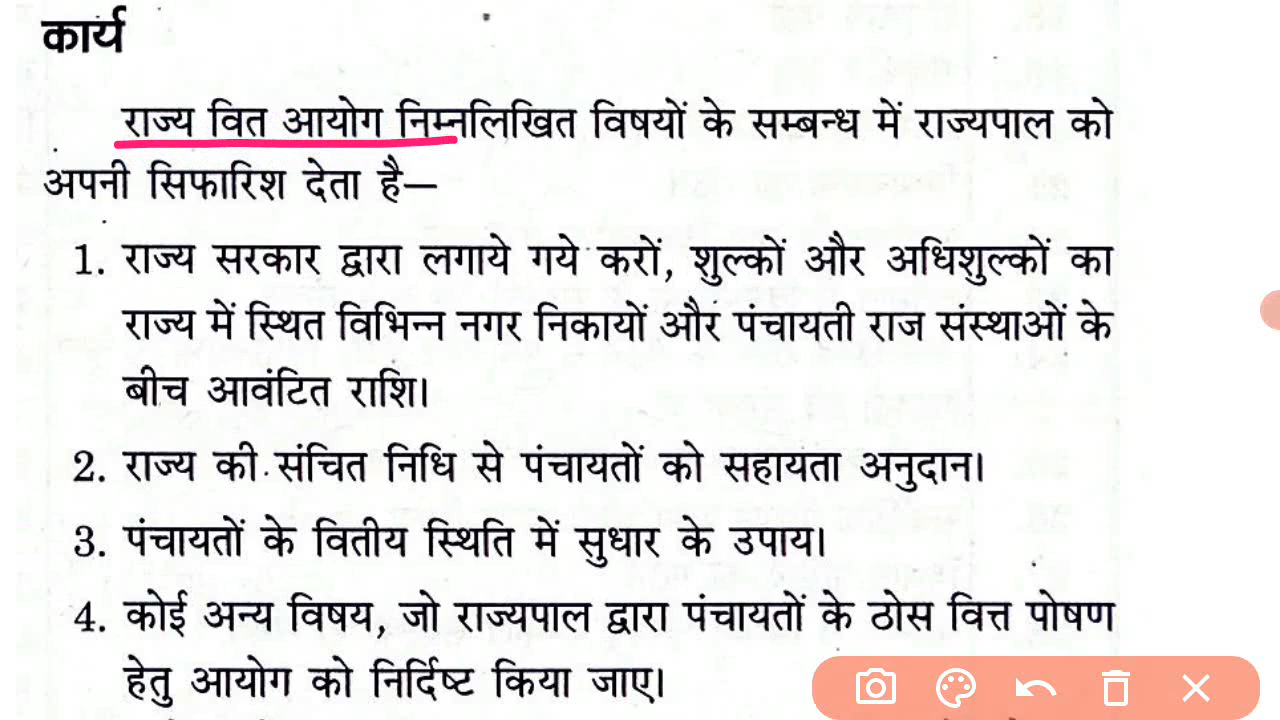 कार्य
राज्य वित आयोग निम्नलिखित विषयों के सम्बन्ध में राज्यपाल को
अपनी सिफारिश देता है—
1. राज्य सरकार द्वारा लगाये गये करों, शुल्कों और अधिशुल्कों का
राज्य में स्थित विभिन्न नगर निकायों और पंचायती राज संस्थाओं के
बीच आवंटित राशि।
2. राज्य की संचित निधि से पंचायतों को सहायता अनुदान।
3. पंचायतों के वितीय स्थिति में सुधार के उपाय।
4. कोई अन्य विषय, जो राज्यपाल द्वारा पंचायतों के ठोस वित्त पोषण
हेतु आयोग को निर्दिष्ट किया जाए।